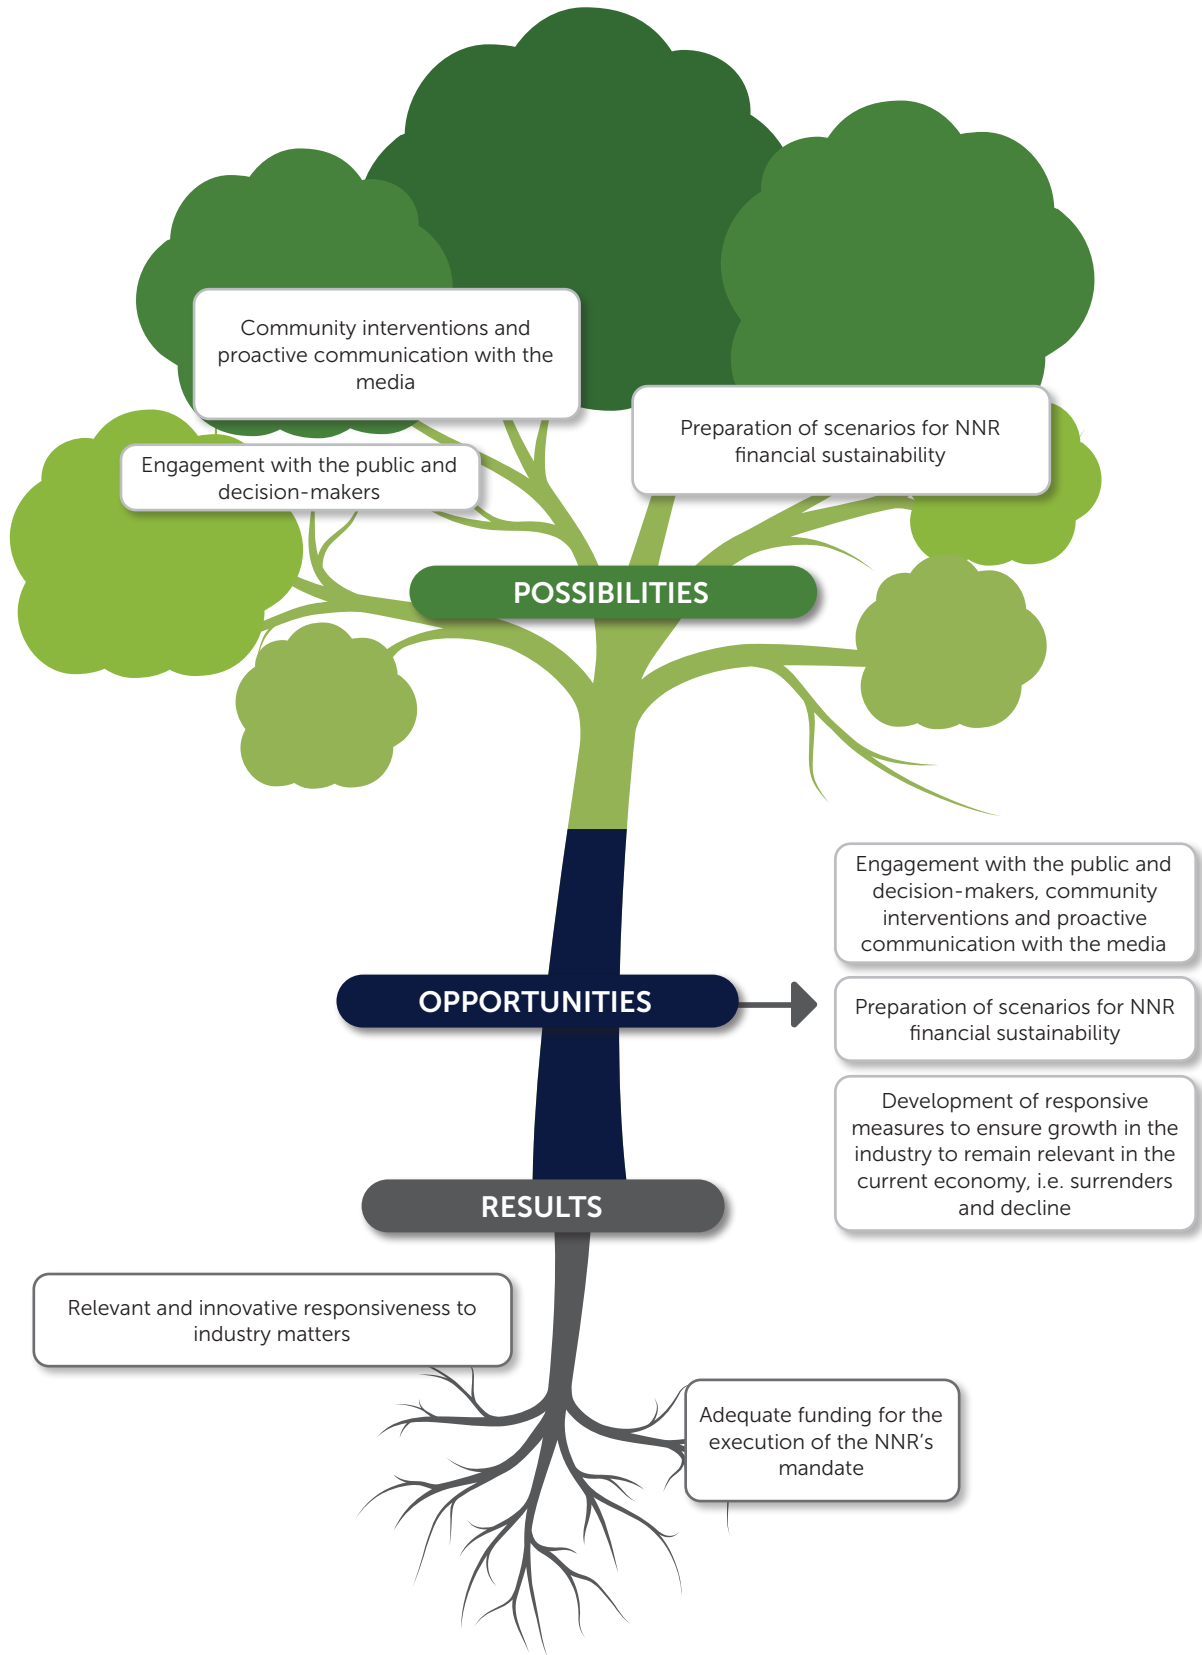 Community interventions and
proactive communication with the
media
Engagement with the public and
decision-makers
Preparation of scenarios for NNR
financial sustainability
POSSIBILITIES
Engagement with the public and
decision-makers, community
interventions and proactive
communication with the media
OPPORTUNITIES
Preparation of scenarios for NNR
financial sustainability
Development of responsive
measures to ensure growth in the
industry to remain relevant in the
current economy, i.e. surrenders
and decline
RESULTS
Relevant and innovative responsiveness to
industry matters
Adequate funding for the
execution of the NNR’s
mandate